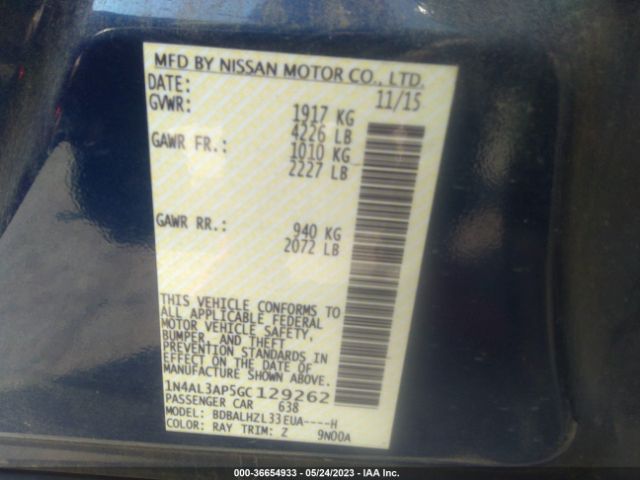 MFD BY NISSAN MOTOR CO., LTD.
DATE: 11/15
GVWR: 1917 KG
4226 LB
GAWR FR.: 1010 KG
2227 LB
GAWR RR.: 940 KG
2072 LB
THIS VEHICLE CONFORMS TO
ALL APPLICABLE FEDERAL
MOTOR VEHICLE SAFETY,
BUMPER, AND THEFT
PREVENTION STANDARDS IN
EFFECT ON THE DATE OF
MANUFACTURE SHOWN ABOVE.
1N4AL3AP5GC129262
PASSENGER CAR 638
MODEL: BDBALHZL33EUA----H
COLOR: RAY TRIM: Z 9N00A
000-36654933 - 05/24/2023 - IAA Inc.